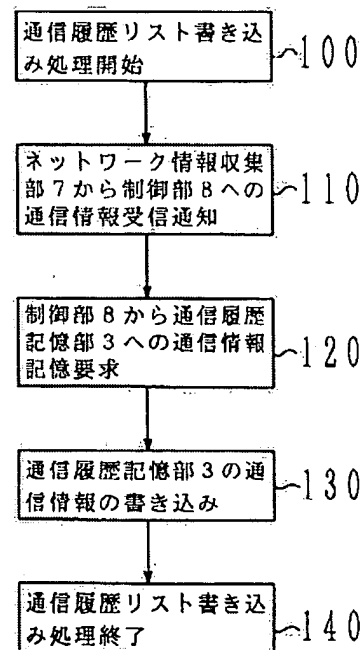 通信履歴リスト書き込
み処理開始
100
ネットワーク情報収集
部7から制御部8への
通信情報受信通知
110
制御部8から通信履歴
記憶部3への通信情報
記憶要求
120
通信履歴記憶部3の通
信情報の書き込み
130
通信履歴リスト書き込
み処理終了
140